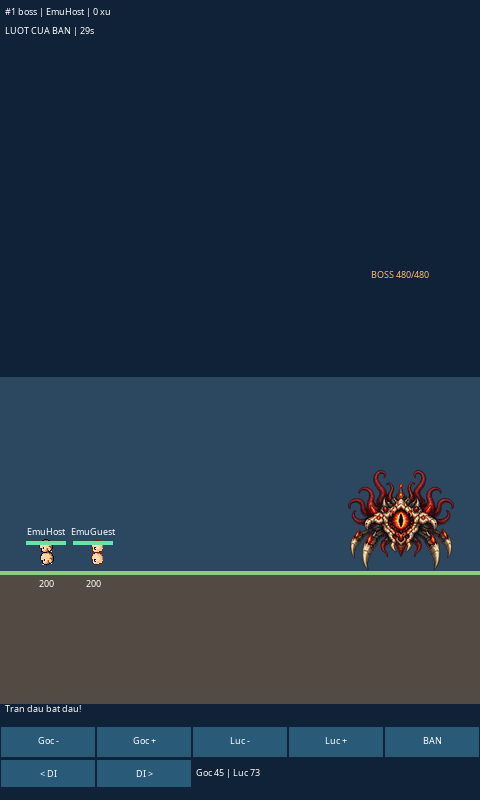 #1 boss | EmuHost | 0 xu
LUOT CUA BAN | 29s
BOSS 480/480
EmuHost EmuGuest
200 200
Tran dau bat dau!
Goc - Goc + Luc - Luc + BAN
< DI DI > Goc 45 | Luc 73